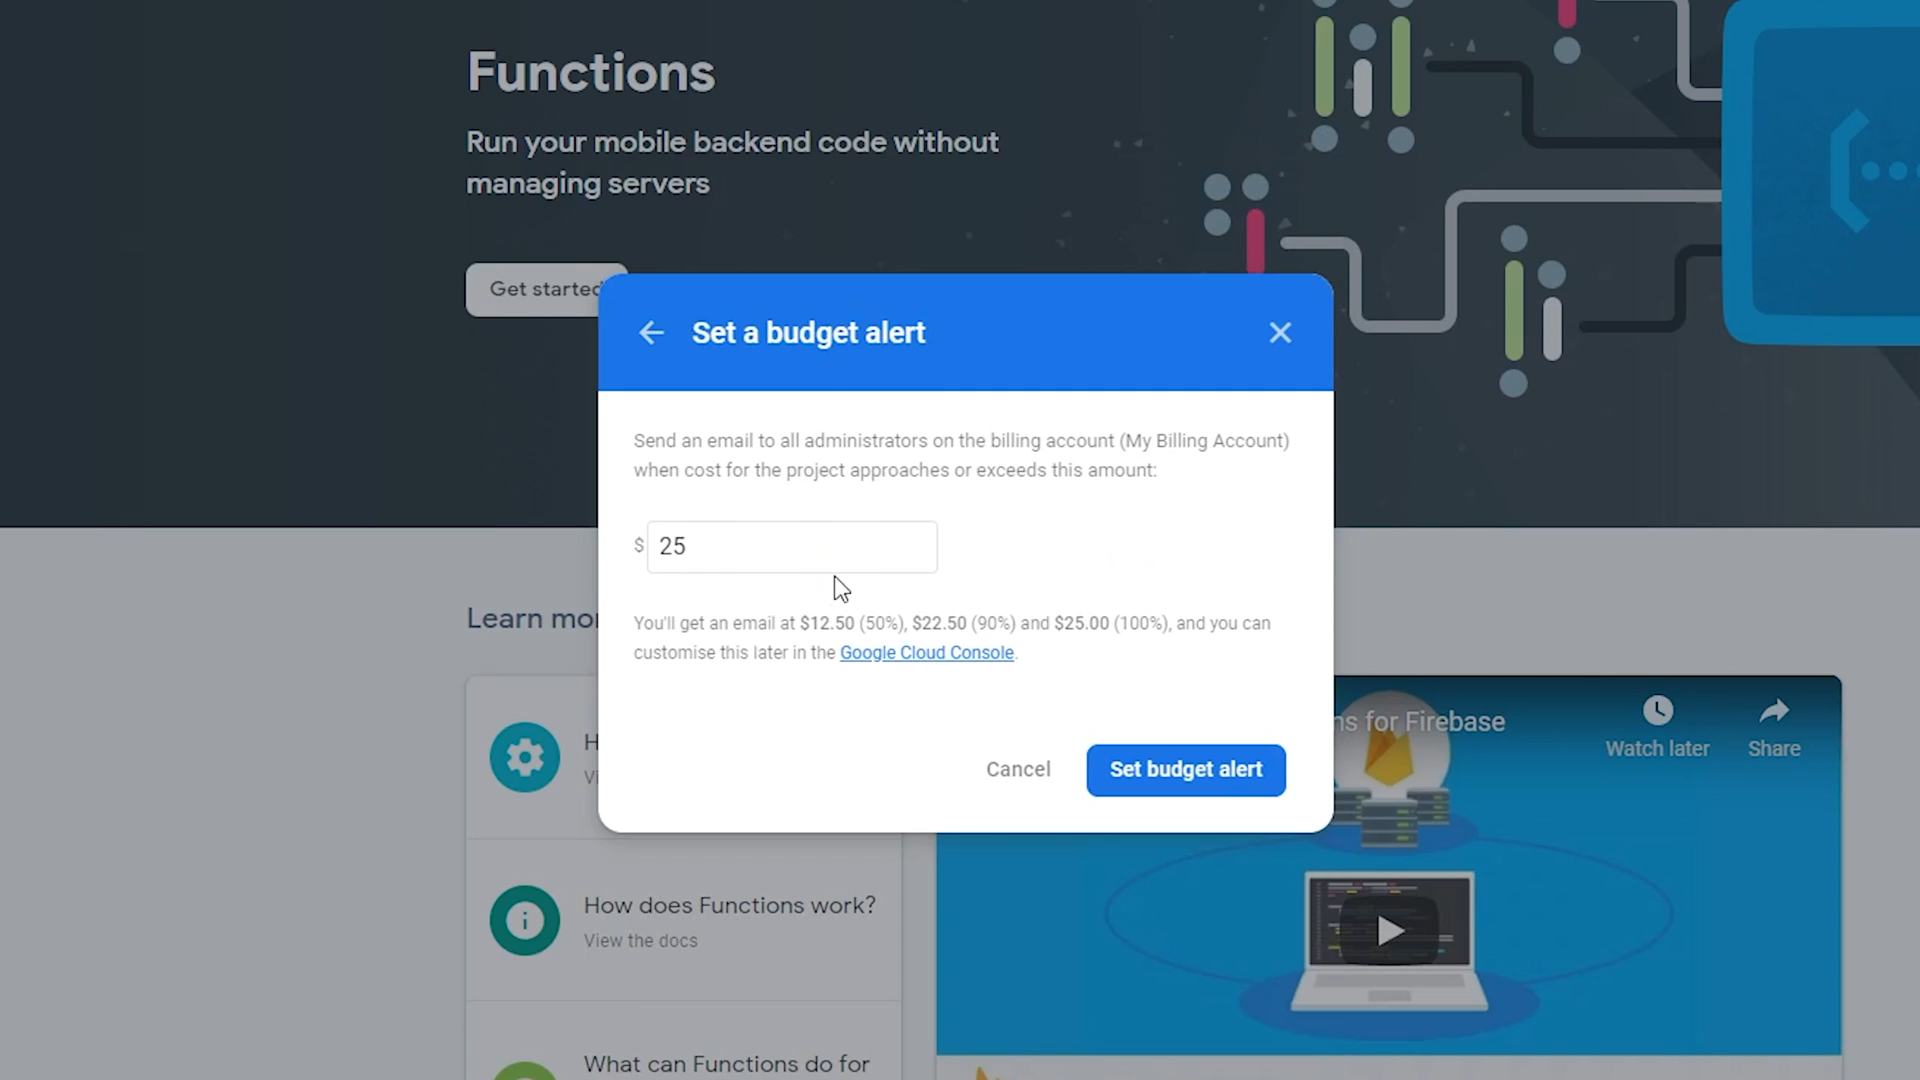 Functions
Run your mobile backend code without
managing servers
Get started
Set a budget alert
Send an email to all administrators on the billing account (My Billing Account)
when cost for the project approaches or exceeds this amount:
$ 25
You'll get an email at $12.50 (50%), $22.50 (90%) and $25.00 (100%), and you can
customise this later in the Google Cloud Console.
Cancel
Set budget alert
Learn
for Firebase
Watch later
Share
How does Functions work?
View the docs
What can Functions do for